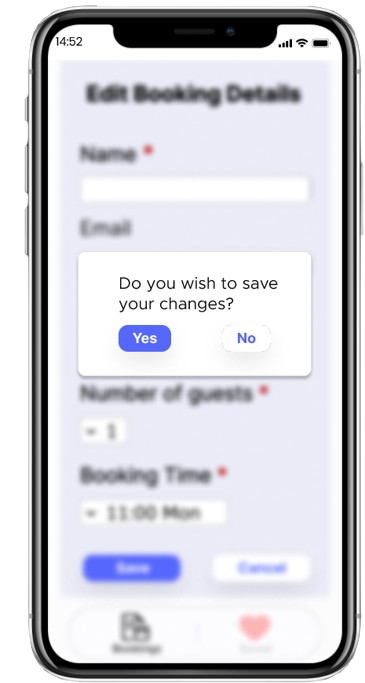 14:52
Edit Booking Details
Name *
Email
Do you wish to save
your changes?
Yes No
Number of guests *
1
Booking Time *
11:00 Mon
Save Cancel
Bookings Saved